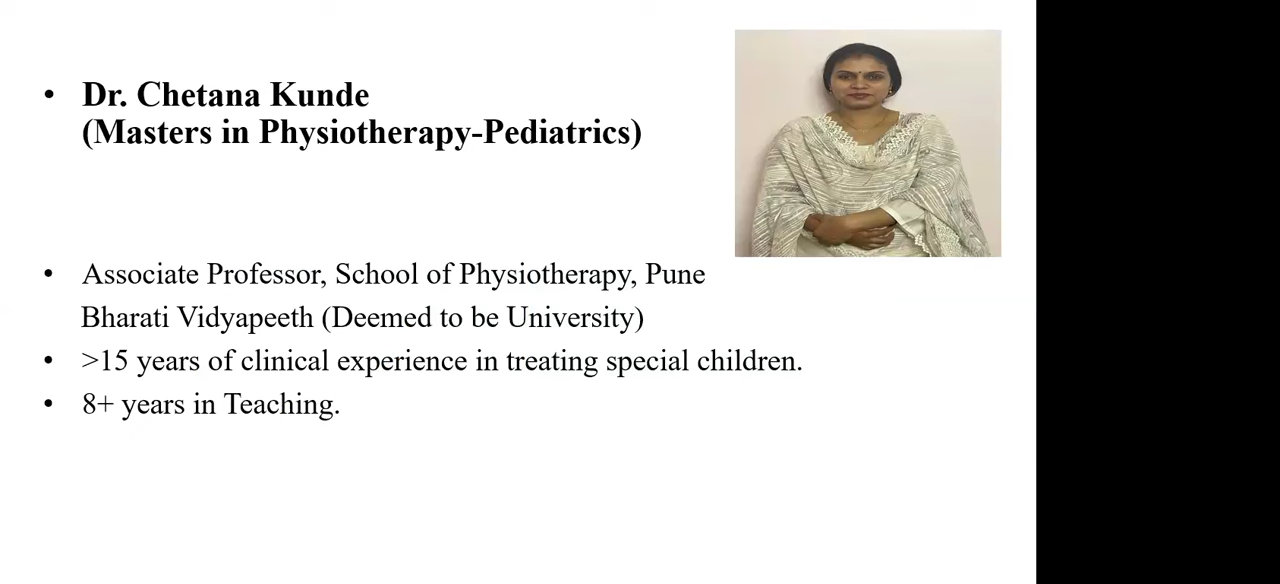 • Dr. Chetana Kunde
(Masters in Physiotherapy-Pediatrics)
• Associate Professor, School of Physiotherapy, Pune
Bharati Vidyapeeth (Deemed to be University)
• >15 years of clinical experience in treating special children.
• 8+ years in Teaching.